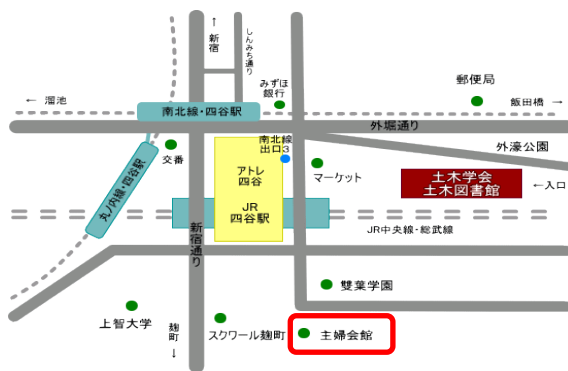 ↑
新宿
しんみち通り
みずほ
銀行
郵便局
← 溜池
南北線・四谷駅
飯田橋 →
外堀通り
南北線
出口3
外濠公園
交番
丸ノ内線・四谷駅
アトレ
四谷
マーケット
土木学会
土木図書館
←入口
JR
四谷駅
新宿通り
JR中央線・総武線
雙葉学園
上智大学
麹町
↓
スクワール麹町
主婦会館